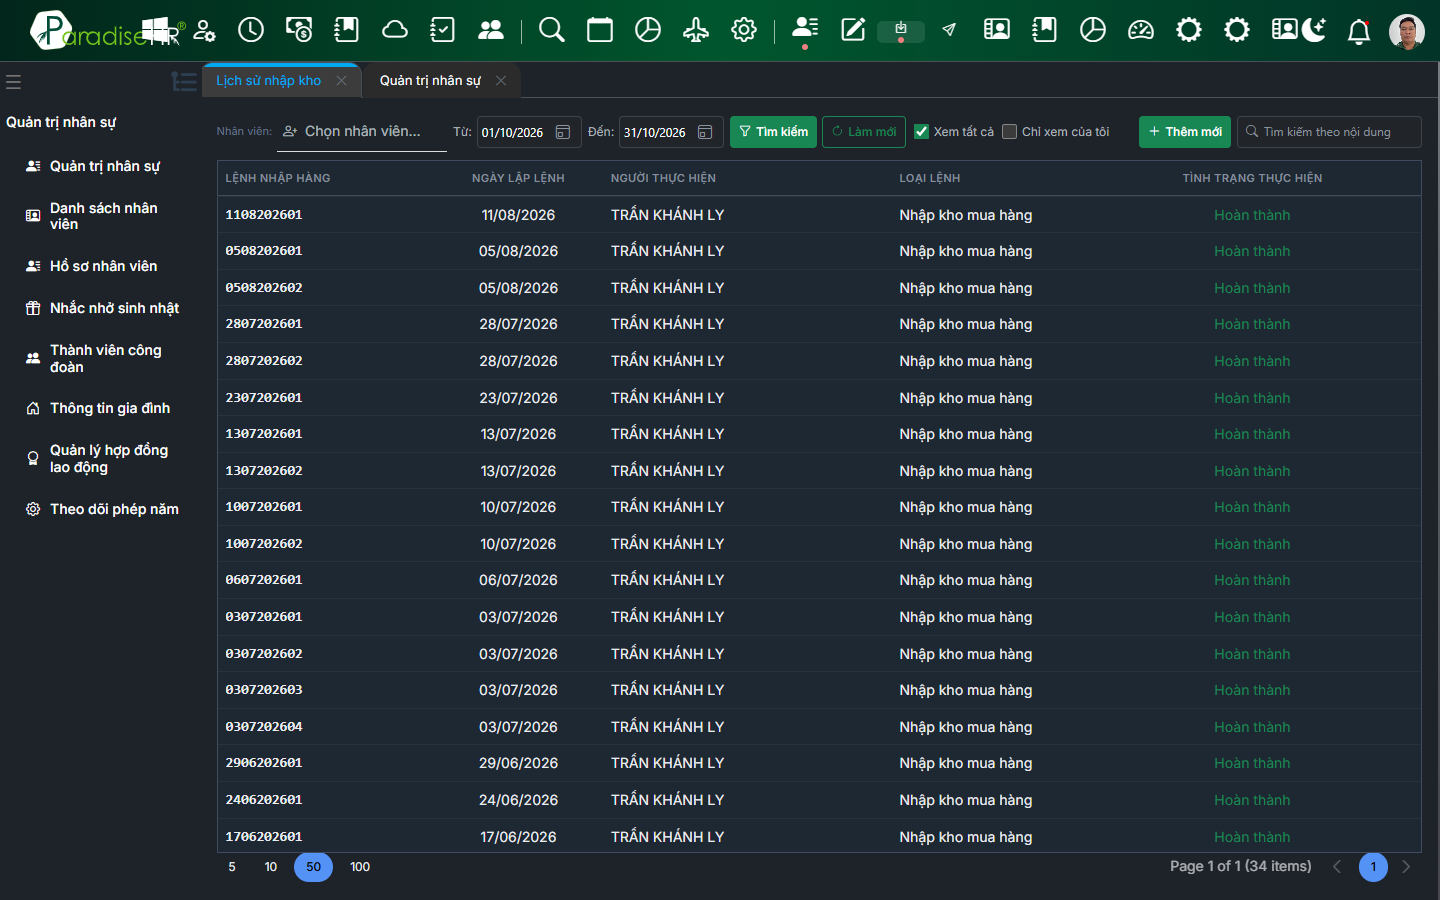 ParadiseHR®
Lịch sử nhập kho
Quản trị nhân sự
Quản trị nhân sự
Quản trị nhân sự
Danh sách nhân viên
Hồ sơ nhân viên
Nhắc nhở sinh nhật
Thành viên công đoàn
Thông tin gia đình
Quản lý hợp đồng lao động
Theo dõi phép năm
Nhân viên: Chọn nhân viên... Từ: 01/10/2026 Đến: 31/10/2026 Tìm kiếm Làm mới Xem tất cả Chỉ xem của tôi Thêm mới Tìm kiếm theo nội dung
LỆNH NHẬP HÀNG NGÀY LẬP LỆNH NGƯỜI THỰC HIỆN LOẠI LỆNH TÌNH TRẠNG THỰC HIỆN
1108202601 11/08/2026 TRẦN KHÁNH LY Nhập kho mua hàng Hoàn thành
0508202601 05/08/2026 TRẦN KHÁNH LY Nhập kho mua hàng Hoàn thành
0508202602 05/08/2026 TRẦN KHÁNH LY Nhập kho mua hàng Hoàn thành
2807202601 28/07/2026 TRẦN KHÁNH LY Nhập kho mua hàng Hoàn thành
2807202602 28/07/2026 TRẦN KHÁNH LY Nhập kho mua hàng Hoàn thành
2307202601 23/07/2026 TRẦN KHÁNH LY Nhập kho mua hàng Hoàn thành
1307202601 13/07/2026 TRẦN KHÁNH LY Nhập kho mua hàng Hoàn thành
1307202602 13/07/2026 TRẦN KHÁNH LY Nhập kho mua hàng Hoàn thành
1007202601 10/07/2026 TRẦN KHÁNH LY Nhập kho mua hàng Hoàn thành
1007202602 10/07/2026 TRẦN KHÁNH LY Nhập kho mua hàng Hoàn thành
0607202601 06/07/2026 TRẦN KHÁNH LY Nhập kho mua hàng Hoàn thành
0307202601 03/07/2026 TRẦN KHÁNH LY Nhập kho mua hàng Hoàn thành
0307202602 03/07/2026 TRẦN KHÁNH LY Nhập kho mua hàng Hoàn thành
0307202603 03/07/2026 TRẦN KHÁNH LY Nhập kho mua hàng Hoàn thành
0307202604 03/07/2026 TRẦN KHÁNH LY Nhập kho mua hàng Hoàn thành
2906202601 29/06/2026 TRẦN KHÁNH LY Nhập kho mua hàng Hoàn thành
2406202601 24/06/2026 TRẦN KHÁNH LY Nhập kho mua hàng Hoàn thành
1706202601 17/06/2026 TRẦN KHÁNH LY Nhập kho mua hàng Hoàn thành
5 10 50 100 Page 1 of 1 (34 items) 1